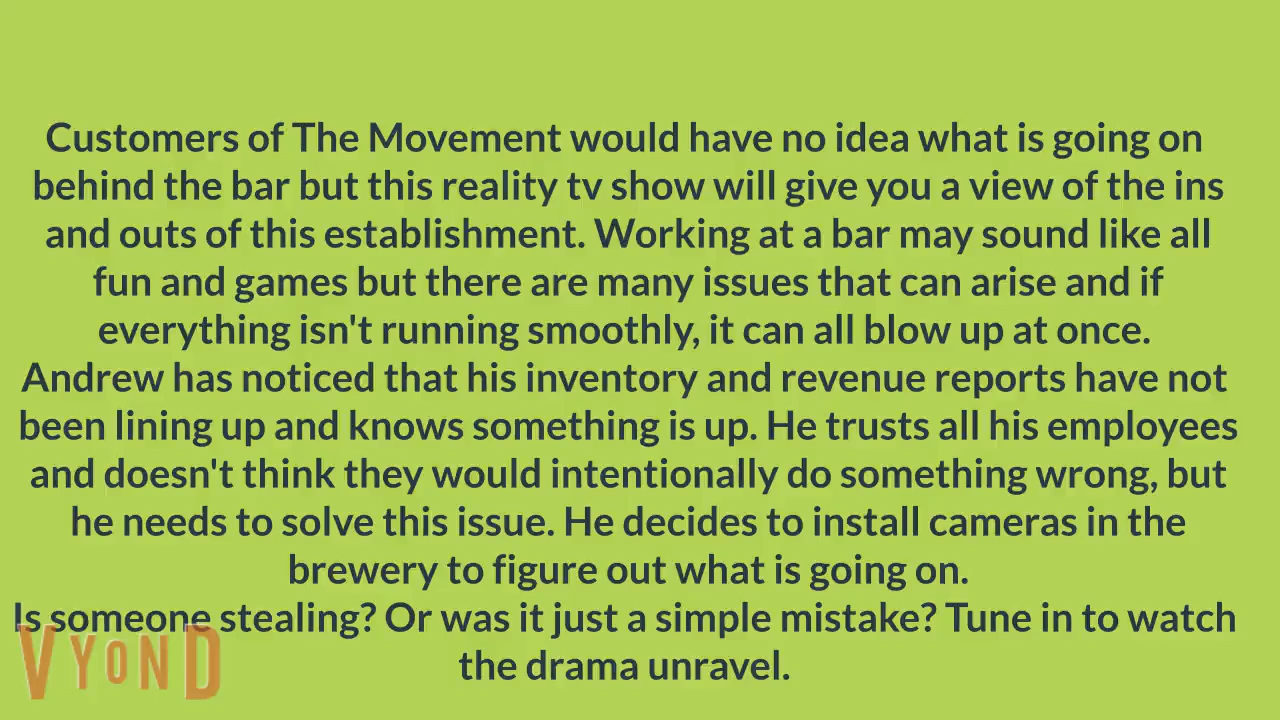 Customers of The Movement would have no idea what is going on
behind the bar but this reality tv show will give you a view of the ins
and outs of this establishment. Working at a bar may sound like all
fun and games but there are many issues that can arise and if
everything isn't running smoothly, it can all blow up at once.
Andrew has noticed that his inventory and revenue reports have not
been lining up and knows something is up. He trusts all his employees
and doesn't think they would intentionally do something wrong, but
he needs to solve this issue. He decides to install cameras in the
brewery to figure out what is going on.
Is someone stealing? Or was it just a simple mistake? Tune in to watch
the drama unravel.
VYOND